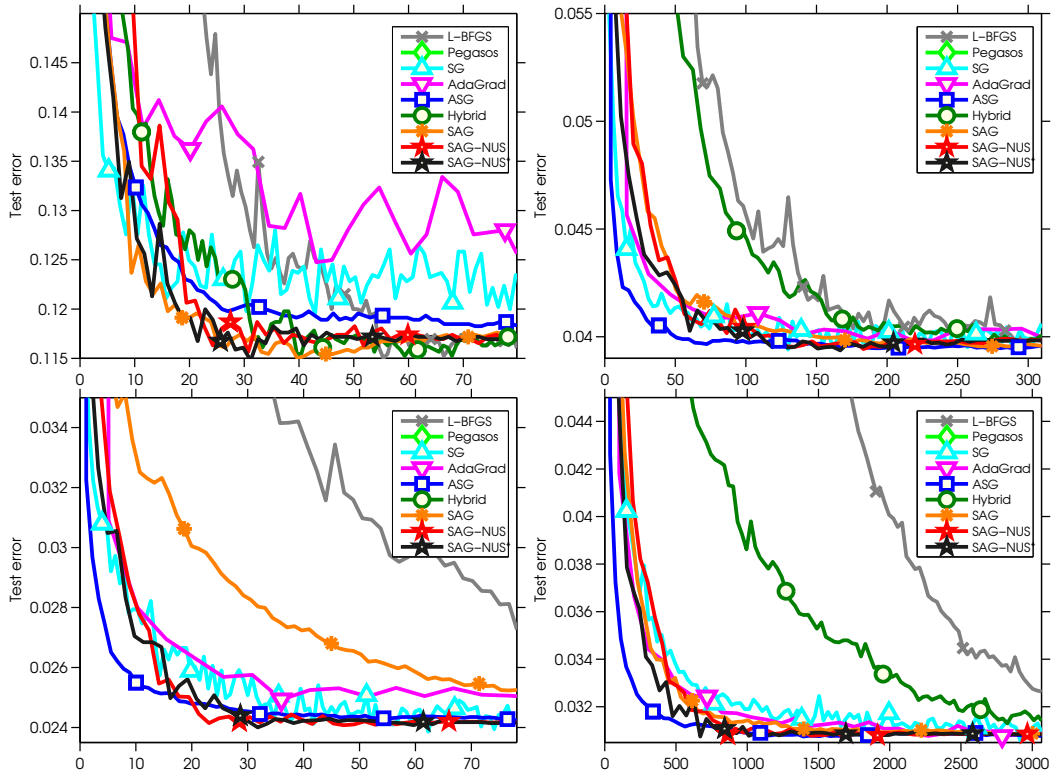 0.145
0.14
0.135
0.13
0.125
0.12
0.115
Test error
0 10 20 30 40 50 60 70
L-BFGS
Pegasos
SG
AdaGrad
ASG
Hybrid
SAG
SAG-NUS
SAG-NUS*
0.055
0.05
0.045
0.04
Test error
0 50 100 150 200 250 300
L-BFGS
Pegasos
SG
AdaGrad
ASG
Hybrid
SAG
SAG-NUS
SAG-NUS*
0.034
0.032
0.03
0.028
0.026
0.024
Test error
0 10 20 30 40 50 60 70
L-BFGS
Pegasos
SG
AdaGrad
ASG
Hybrid
SAG
SAG-NUS
SAG-NUS*
0.044
0.042
0.04
0.038
0.036
0.034
0.032
Test error
0 500 1000 1500 2000 2500 3000
L-BFGS
Pegasos
SG
AdaGrad
ASG
Hybrid
SAG
SAG-NUS
SAG-NUS*